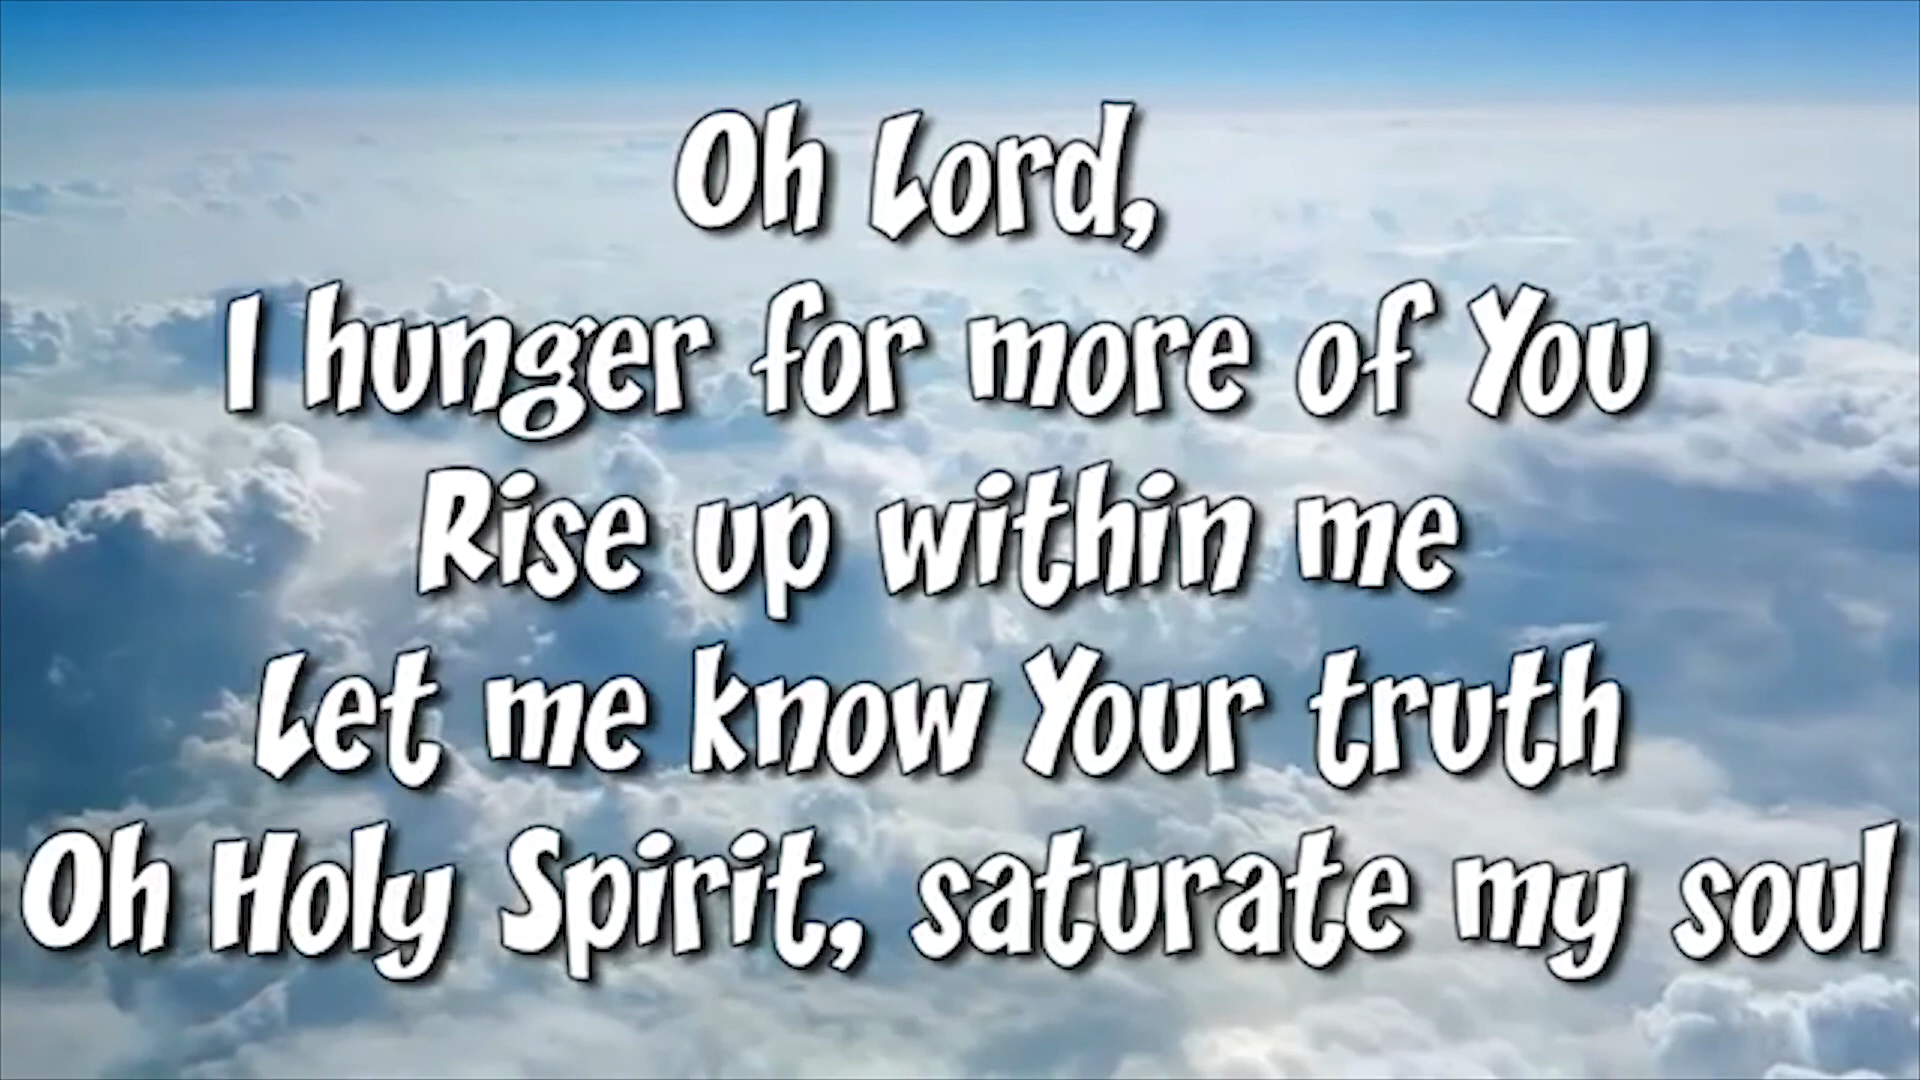 Oh Lord,
I hunger for more of You
Rise up within me
Let me know Your truth
Oh Holy Spirit, saturate my soul